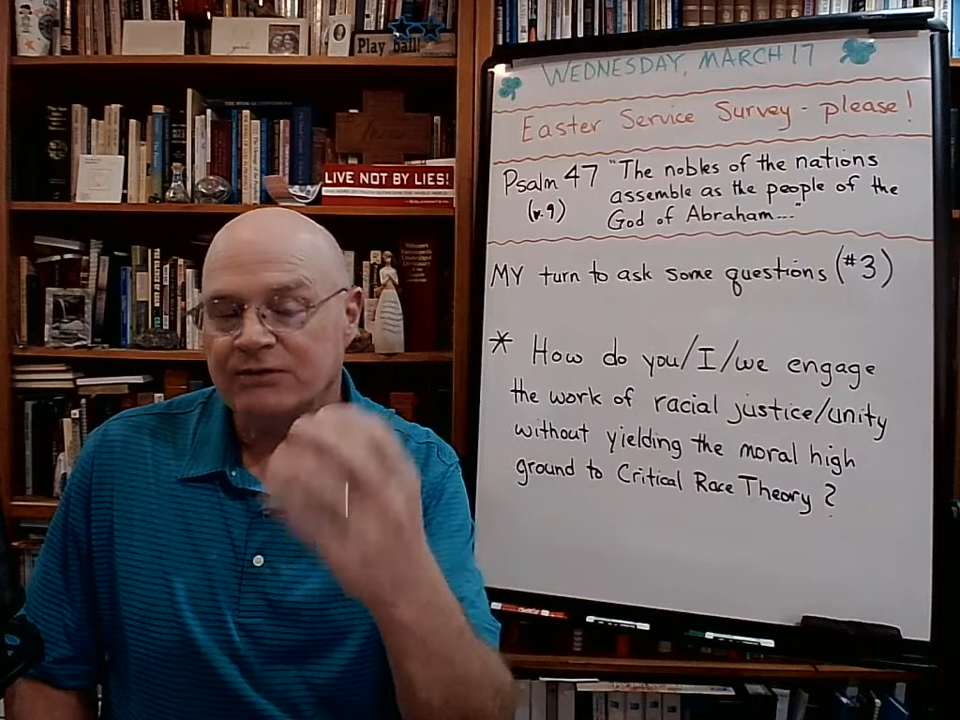 Play ball!
LIVE NOT BY LIES!
WEDNESDAY, MARCH 17
Easter Service Survey - please!
Psalm 47 "The nobles of the nations
(v.9) assemble as the people of the
God of Abraham..."
MY turn to ask some questions (#3)
* How do you/I/we engage
the work of racial justice/unity
without yielding the moral high
ground to Critical Race Theory?